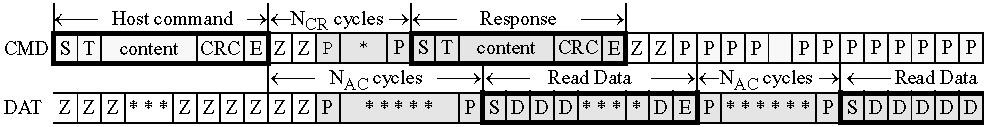 Host command N_CR cycles Response
CMD S T content CRC E Z Z P * P S T content CRC E Z Z P P P P P P P P P P P P
N_AC cycles Read Data N_AC cycles Read Data
DAT Z Z Z * * * Z Z Z Z Z Z P * * * * * P S D D D * * * * D E P * * * * * * P S D D D D D